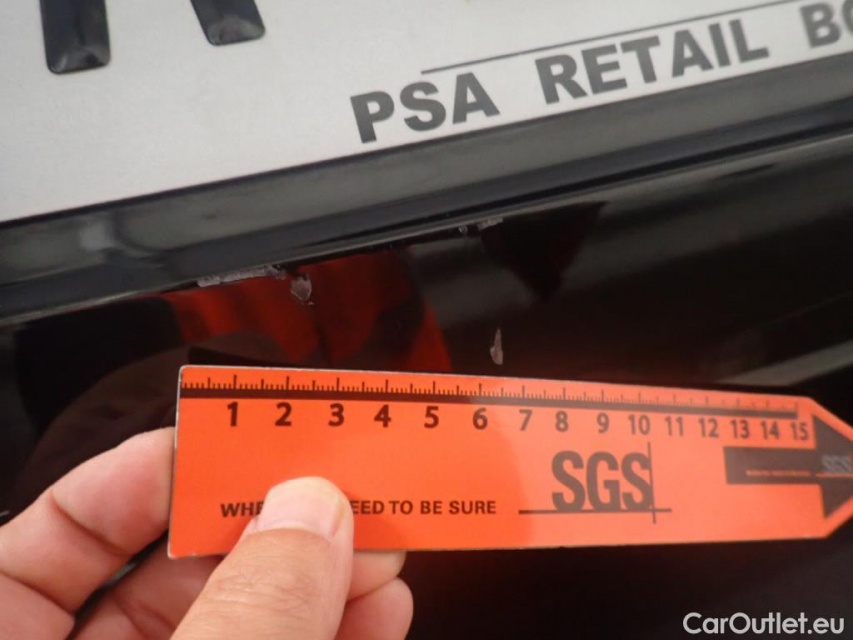 PSA RETAIL BO
1 2 3 4 5 6 7 8 9 10 11 12 13 14 15
SGS
SGS
WHE EED TO BE SURE
CarOutlet.eu